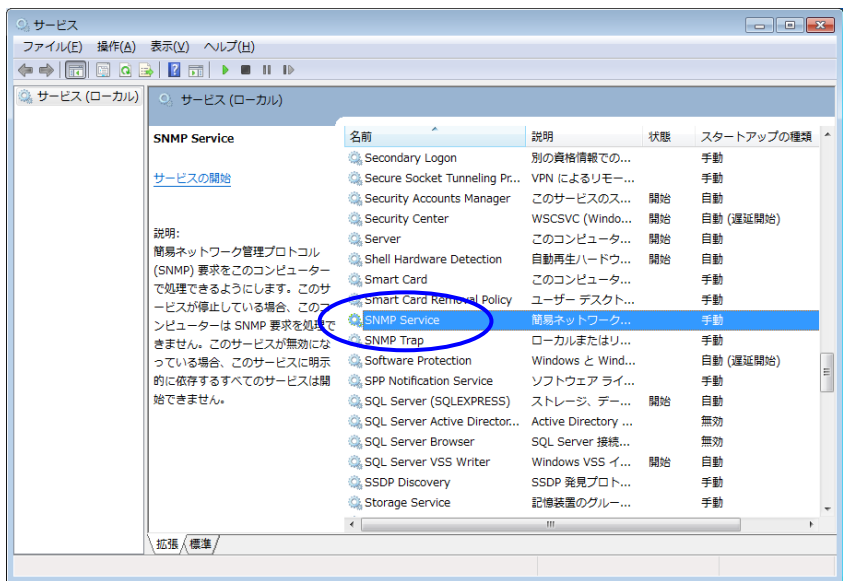 サービス
ファイル(F) 操作(A) 表示(V) ヘルプ(H)
サービス (ローカル)
サービス (ローカル)
SNMP Service
サービスの開始
説明:
簡易ネットワーク管理プロトコル
(SNMP) 要求をこのコンピューター
で処理できるようにします。このサ
ービスが停止している場合、このコ
ンピューターは SNMP 要求を処理で
きません。このサービスが無効にな
っている場合、このサービスに明示
的に依存するすべてのサービスは開
始できません。
名前 説明 状態 スタートアップの種類
Secondary Logon 別の資格情報での... 手動
Secure Socket Tunneling Pr... VPN によるリモー... 手動
Security Accounts Manager このサービスのス... 開始 自動
Security Center WSCSVC (Windo... 開始 自動 (遅延開始)
Server このコンピュータ... 開始 自動
Shell Hardware Detection 自動再生ハードウ... 開始 自動
Smart Card このコンピュータ... 手動
Smart Card Removal Policy ユーザー デスクト... 手動
SNMP Service 簡易ネットワーク... 手動
SNMP Trap ローカルまたはリ... 手動
Software Protection Windows と Wind... 自動 (遅延開始)
SPP Notification Service ソフトウェア ライ... 手動
SQL Server (SQLEXPRESS) ストレージ、デー... 開始 自動
SQL Server Active Director... Active Directory ... 無効
SQL Server Browser SQL Server 接続... 無効
SQL Server VSS Writer Windows VSS イ... 開始 自動
SSDP Discovery SSDP 発見プロト... 手動
Storage Service 記憶装置のグルー... 手動
拡張 標準